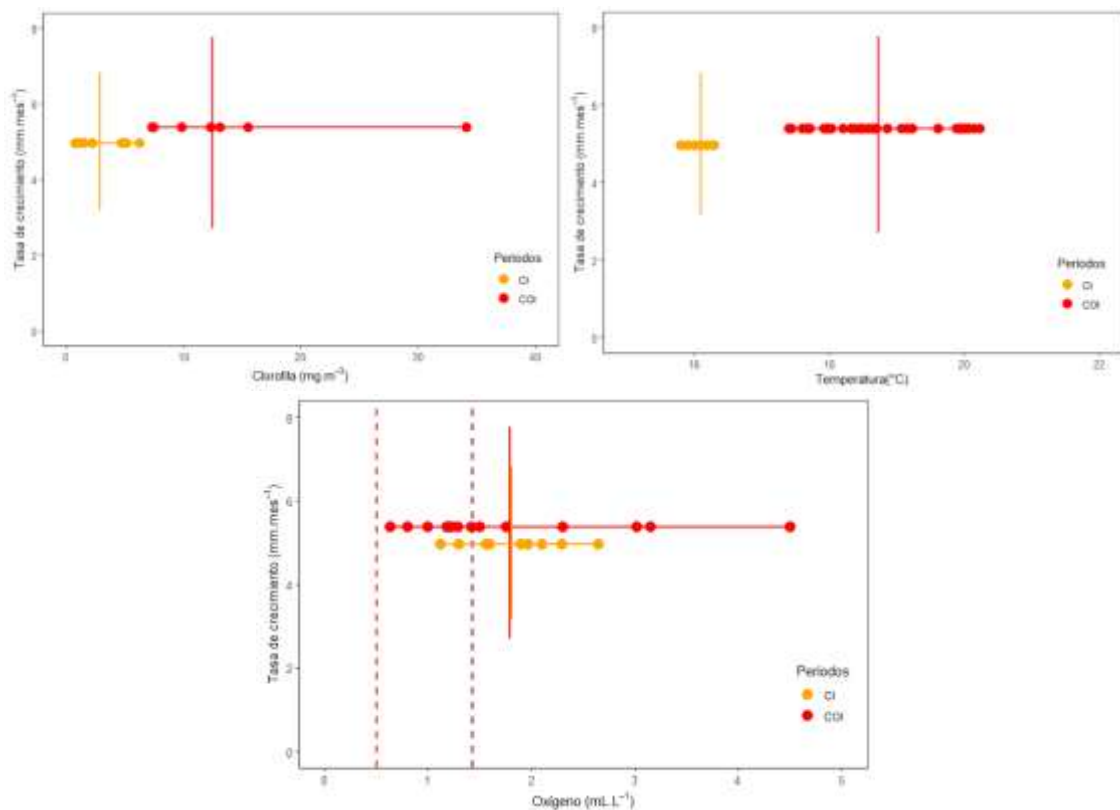 Tasa de crecimiento (mm.mes⁻¹)
8
6
4
2
0
Periodos
CI
COI
0 10 20 30 40
Clorofila (mg.m⁻³)
Tasa de crecimiento (mm.mes⁻¹)
8
6
4
2
0
Periodos
CI
COI
16 18 20 22
Temperatura(°C)
Tasa de crecimiento (mm.mes⁻¹)
8
6
4
2
0
Periodos
CI
COI
0 1 2 3 4 5
Oxígeno (mL.L⁻¹)